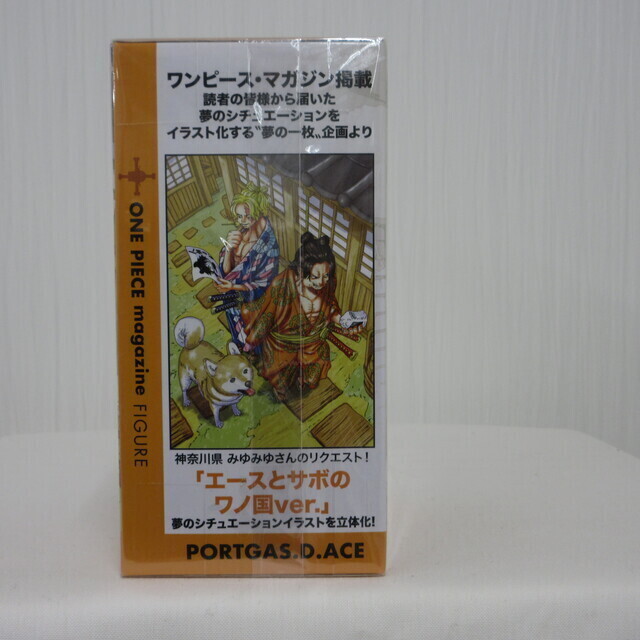 ワンピース・マガジン掲載
読者の皆様から届いた
夢のシチュエーションを
イラスト化する〝夢の一枚〟企画より
ONE PIECE magazine FIGURE
神奈川県 みゆみゆさんのリクエスト！
「エースとサボの
ワノ国ver.」
夢のシチュエーションイラストを立体化!
PORTGAS.D.ACE